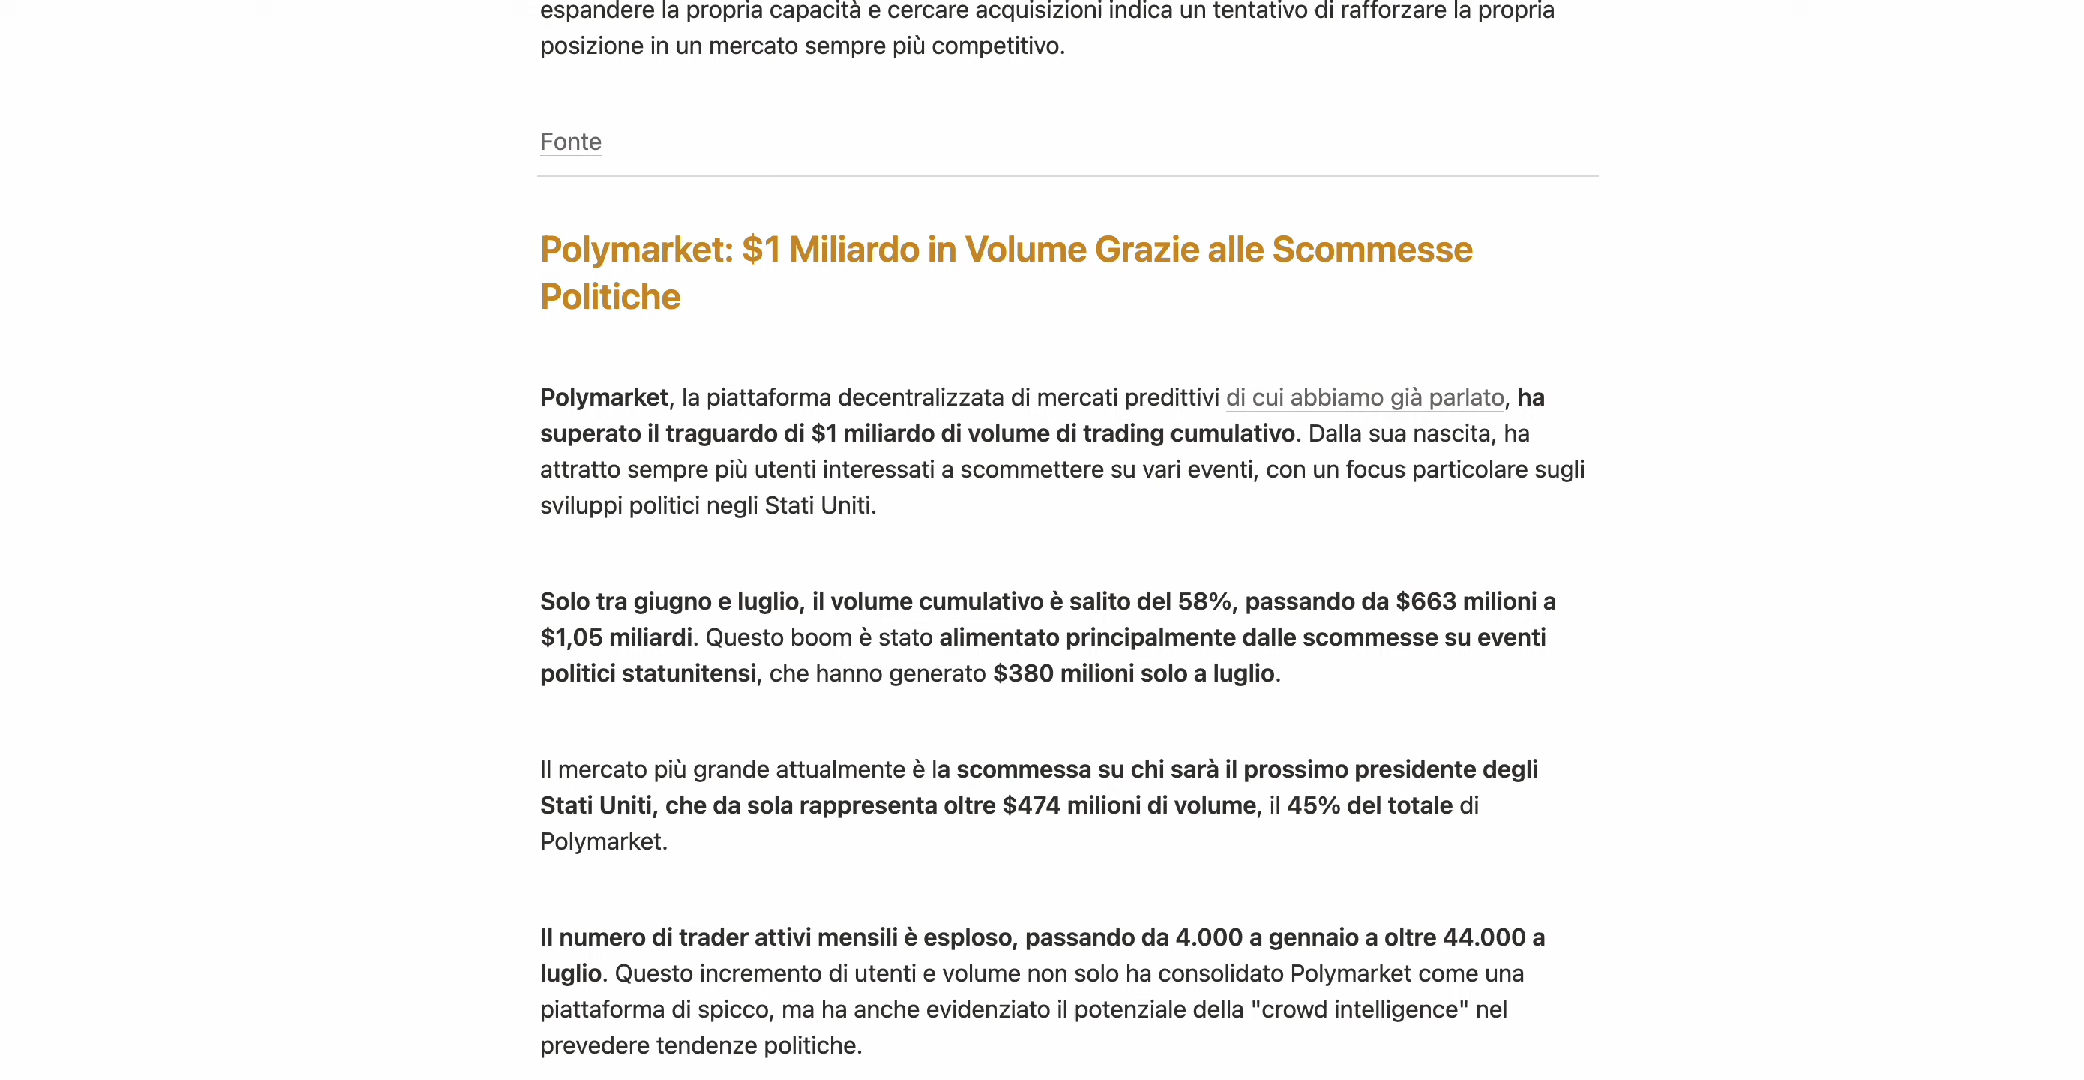 espandere la propria capacità e cercare acquisizioni indica un tentativo di rafforzare la propria
posizione in un mercato sempre più competitivo.
Fonte
Polymarket: $1 Miliardo in Volume Grazie alle Scommesse
Politiche
Polymarket, la piattaforma decentralizzata di mercati predittivi di cui abbiamo già parlato, ha
superato il traguardo di $1 miliardo di volume di trading cumulativo. Dalla sua nascita, ha
attratto sempre più utenti interessati a scommettere su vari eventi, con un focus particolare sugli
sviluppi politici negli Stati Uniti.
Solo tra giugno e luglio, il volume cumulativo è salito del 58%, passando da $663 milioni a
$1,05 miliardi. Questo boom è stato alimentato principalmente dalle scommesse su eventi
politici statunitensi, che hanno generato $380 milioni solo a luglio.
Il mercato più grande attualmente è la scommessa su chi sarà il prossimo presidente degli
Stati Uniti, che da sola rappresenta oltre $474 milioni di volume, il 45% del totale di
Polymarket.
Il numero di trader attivi mensili è esploso, passando da 4.000 a gennaio a oltre 44.000 a
luglio. Questo incremento di utenti e volume non solo ha consolidato Polymarket come una
piattaforma di spicco, ma ha anche evidenziato il potenziale della "crowd intelligence" nel
prevedere tendenze politiche.